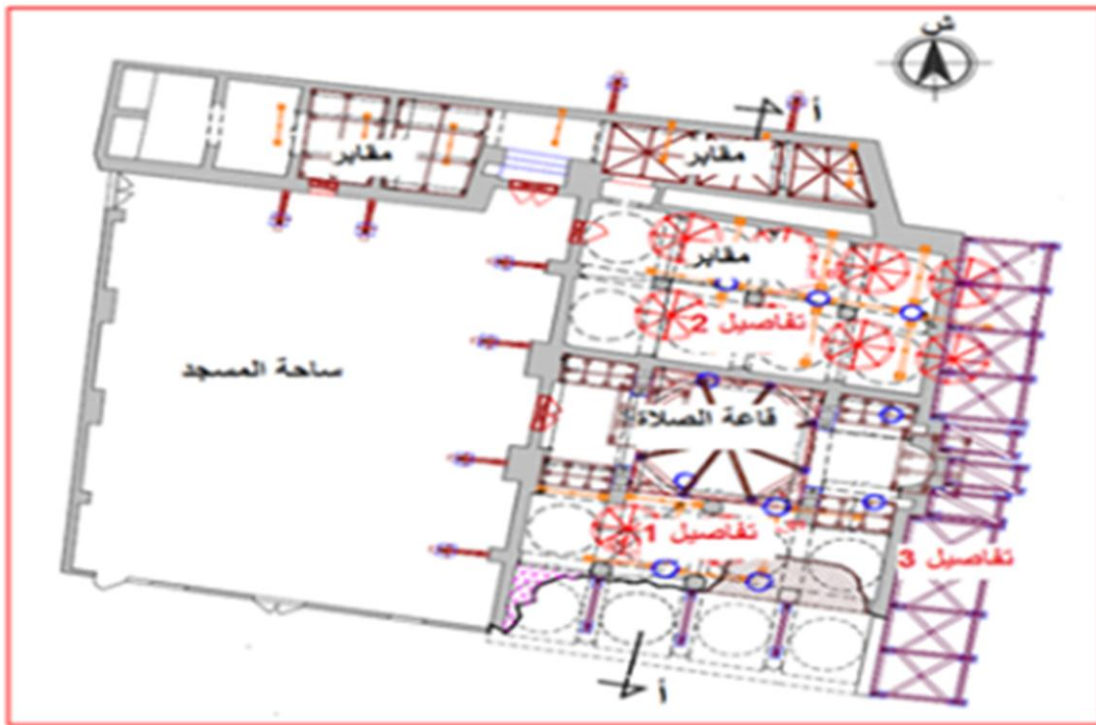 ش
أ
مقابر
مقابر
مقابر
تفاصيل 2
ساحة المسجد
قاعة الصلاة
تفاصيل 1
تفاصيل 3
أ